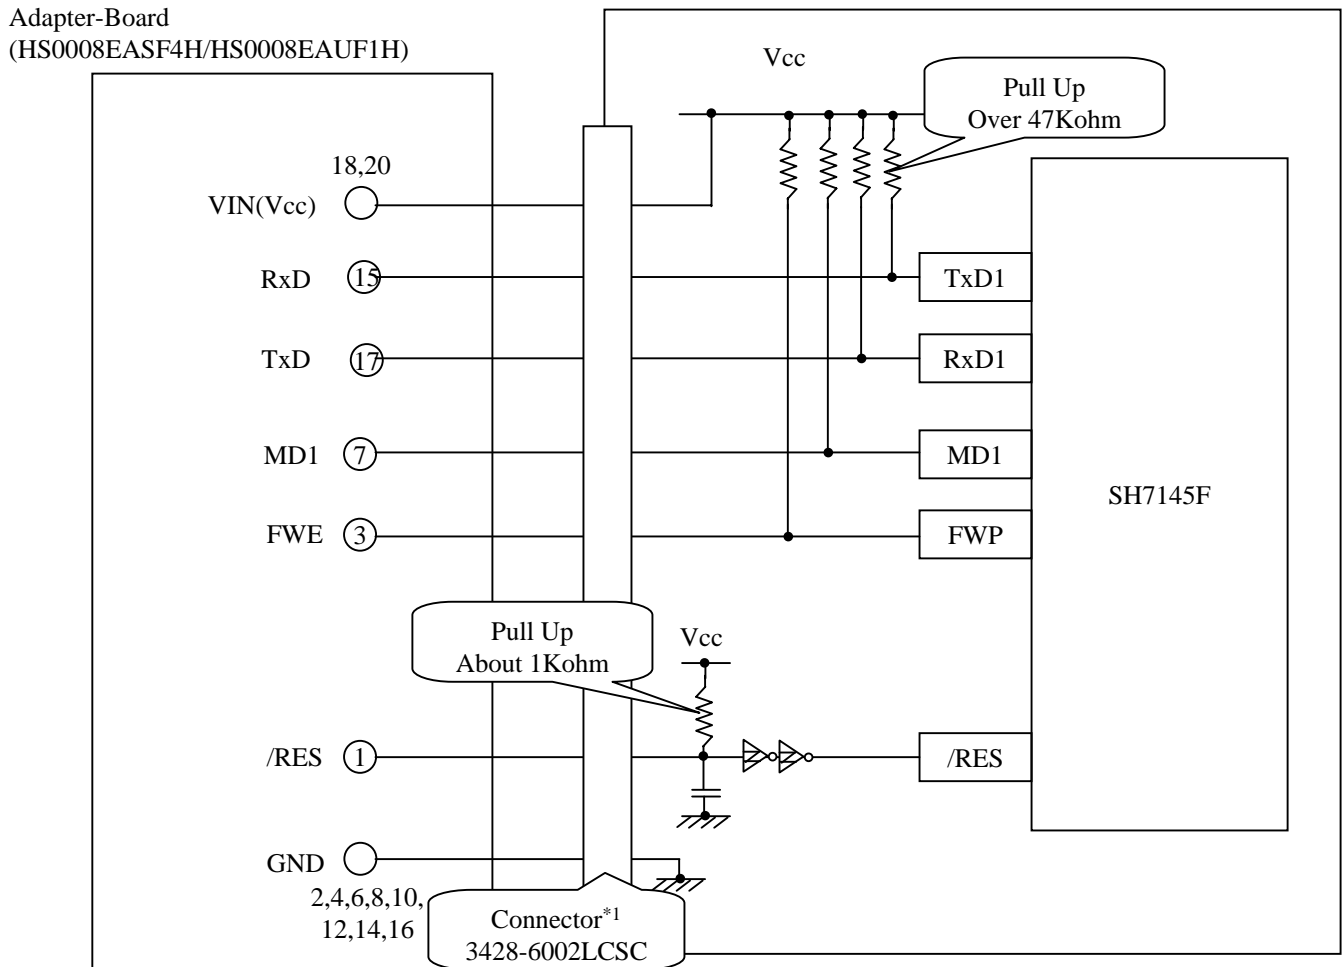 Adapter-Board
(HS0008EASF4H/HS0008EAUF1H)
Vcc
Pull Up
Over 47Kohm
18,20
VIN(Vcc)
RxD 15 TxD1
TxD 17 RxD1
MD1 7 MD1
SH7145F
FWE 3 FWP
Pull Up
About 1Kohm
Vcc
/RES 1 /RES
GND
2,4,6,8,10,
12,14,16
Connector*1
3428-6002LCSC